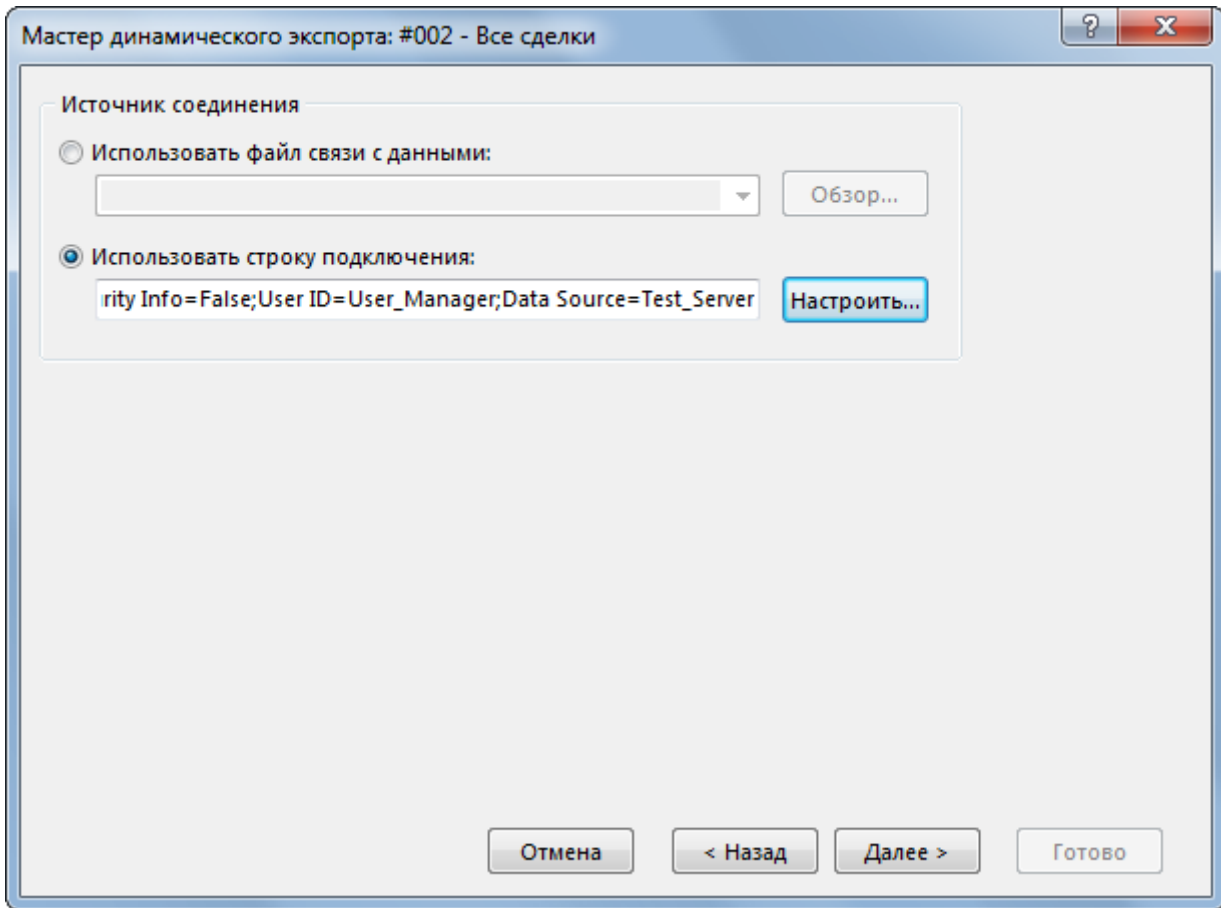 Мастер динамического экспорта: #002 - Все сделки
Источник соединения
Использовать файл связи с данными:
Обзор...
Использовать строку подключения:
rity Info=False;User ID=User_Manager;Data Source=Test_Server
Настроить...
Отмена
< Назад
Далее >
Готово